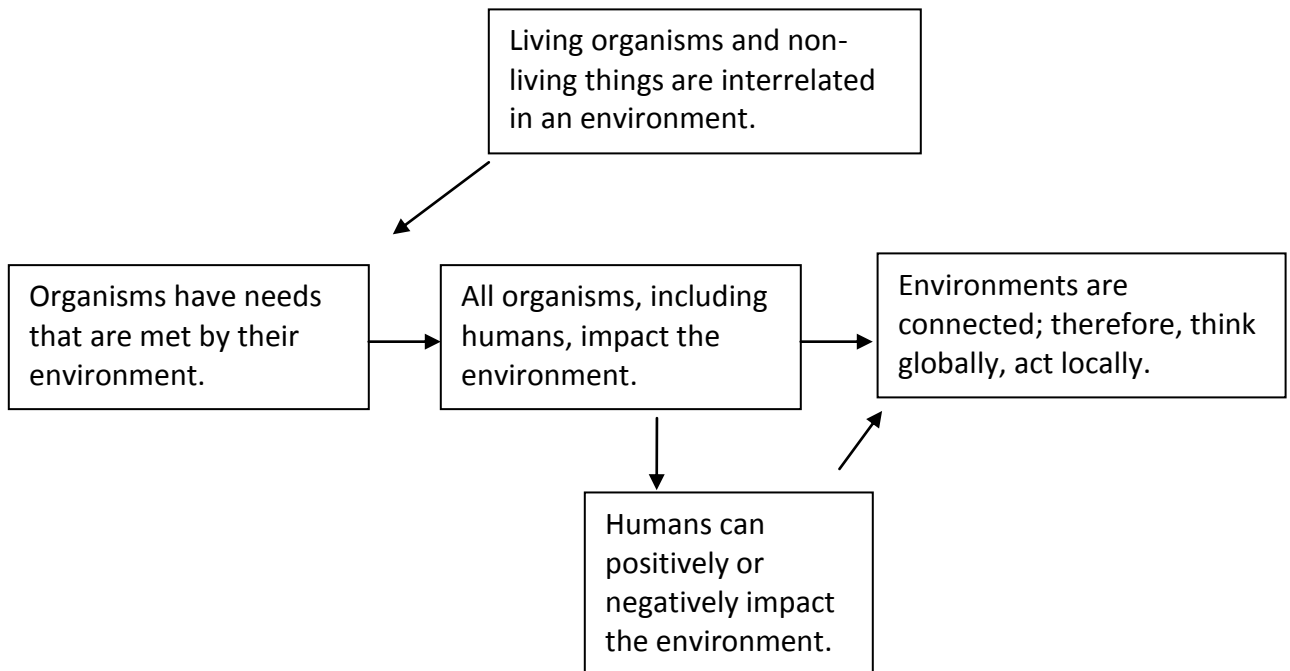 Living organisms and non-
living things are interrelated
in an environment.
Organisms have needs
that are met by their
environment.
All organisms, including
humans, impact the
environment.
Environments are
connected; therefore, think
globally, act locally.
Humans can
positively or
negatively impact
the environment.